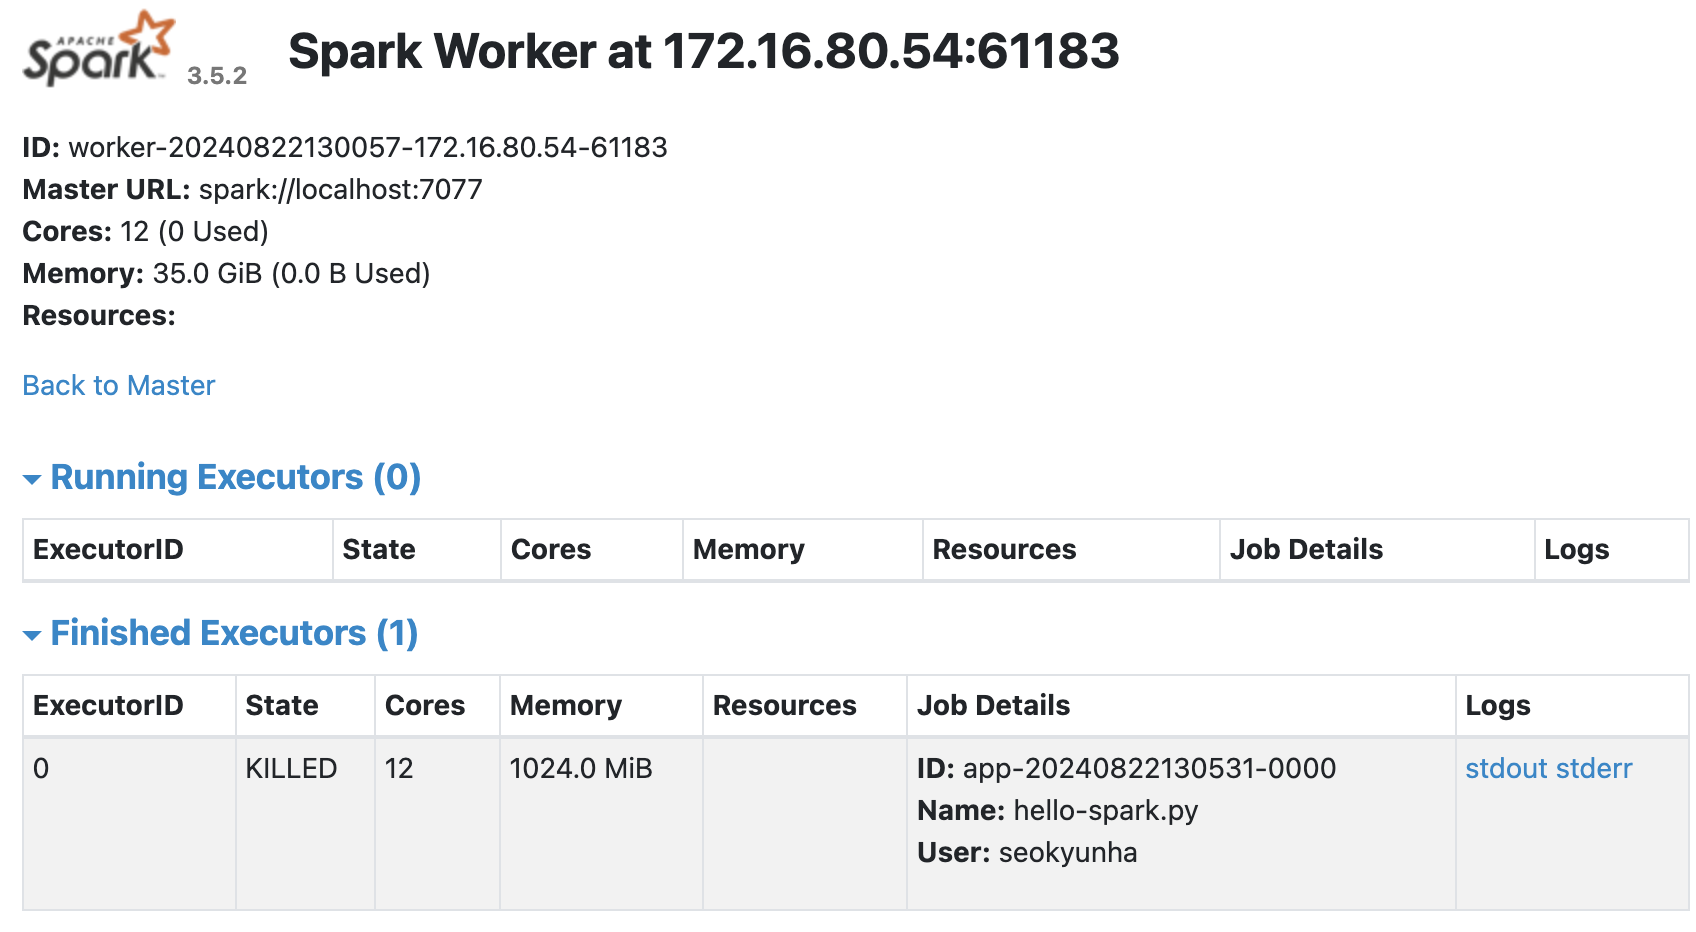 APACHE
Spark 3.5.2 Spark Worker at 172.16.80.54:61183
ID: worker-20240822130057-172.16.80.54-61183
Master URL: spark://localhost:7077
Cores: 12 (0 Used)
Memory: 35.0 GiB (0.0 B Used)
Resources:
Back to Master
Running Executors (0)
ExecutorID State Cores Memory Resources Job Details Logs
Finished Executors (1)
ExecutorID State Cores Memory Resources Job Details Logs
0 KILLED 12 1024.0 MiB ID: app-20240822130531-0000 stdout stderr
Name: hello-spark.py
User: seokyunha